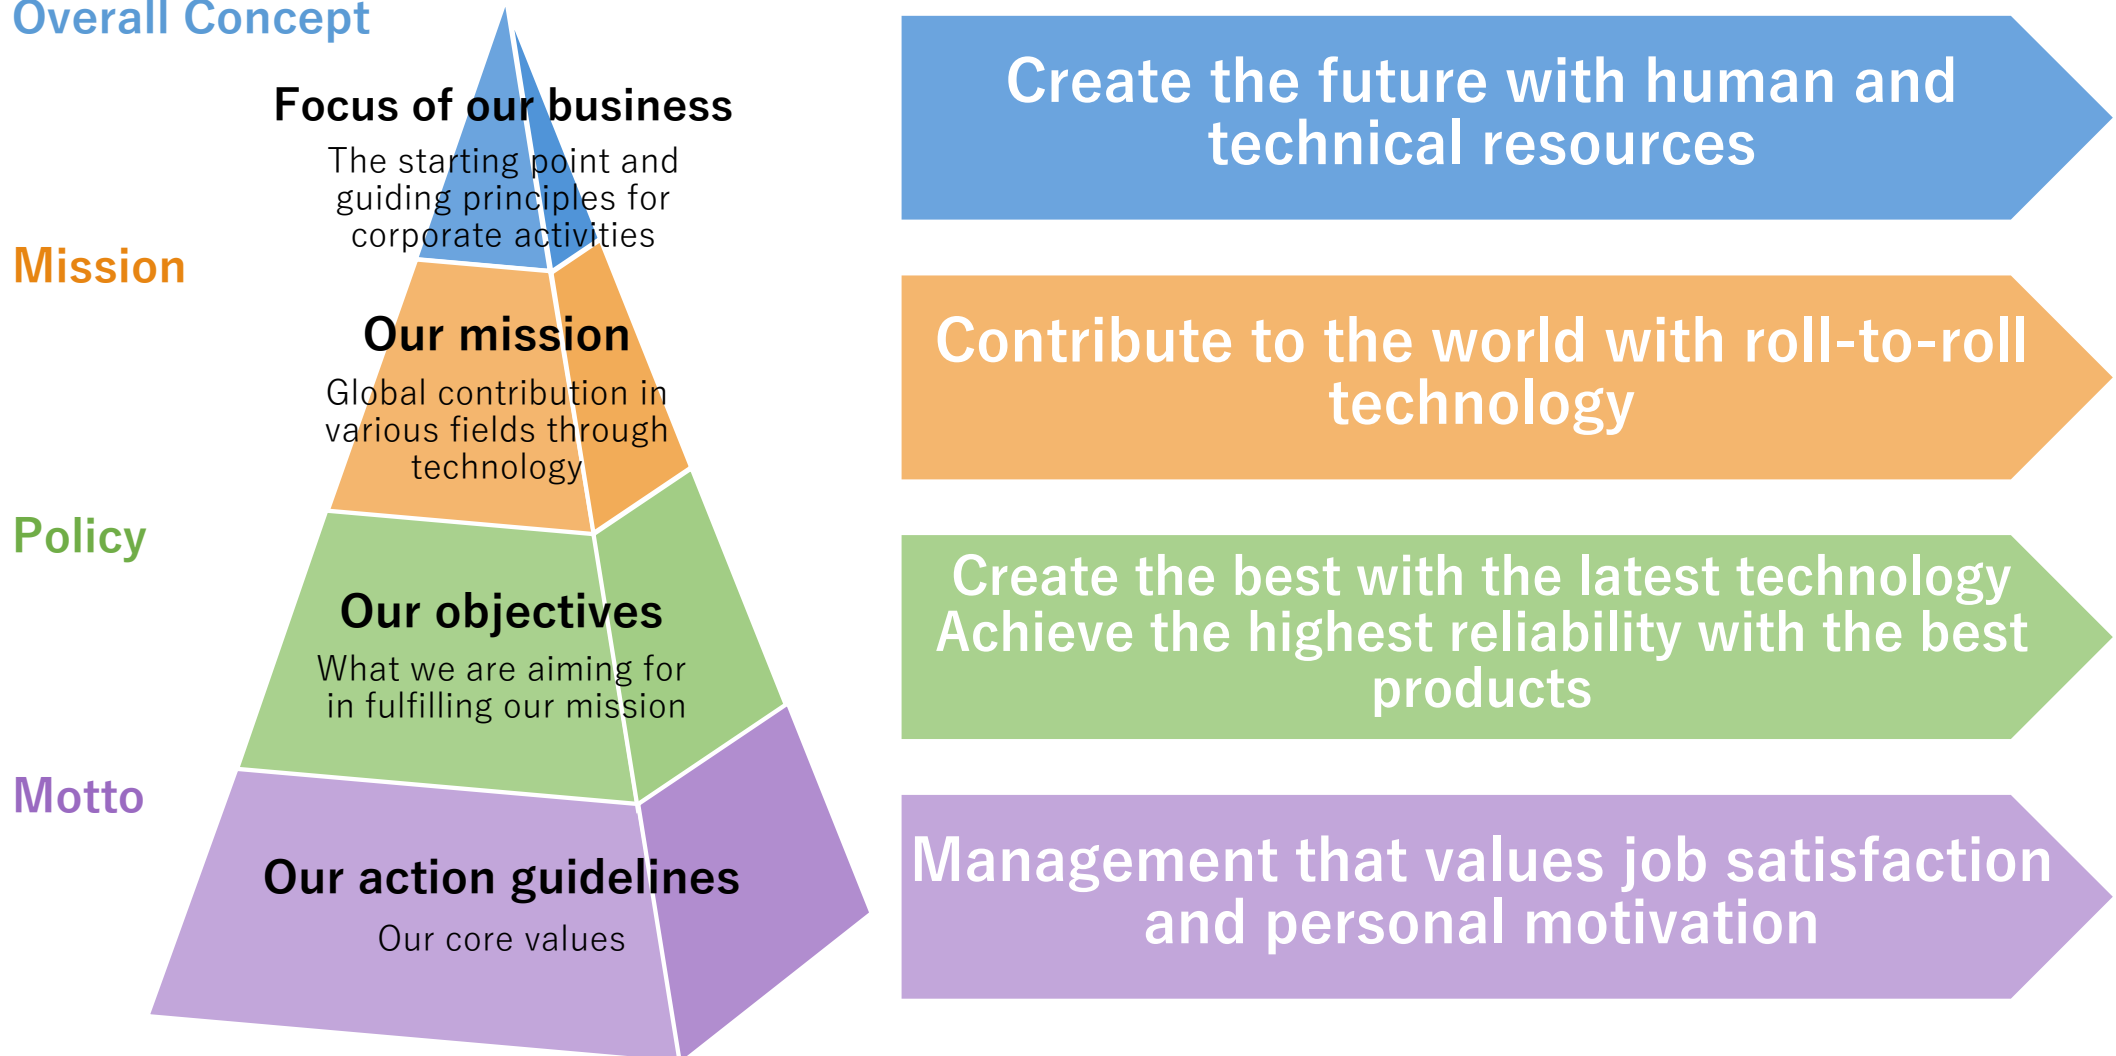 Overall Concept
Focus of our business
The starting point and
guiding principles for
corporate activities
Create the future with human and
technical resources
Mission
Our mission
Global contribution in
various fields through
technology
Contribute to the world with roll-to-roll
technology
Policy
Our objectives
What we are aiming for
in fulfilling our mission
Create the best with the latest technology
Achieve the highest reliability with the best
products
Motto
Our action guidelines
Our core values
Management that values job satisfaction
and personal motivation